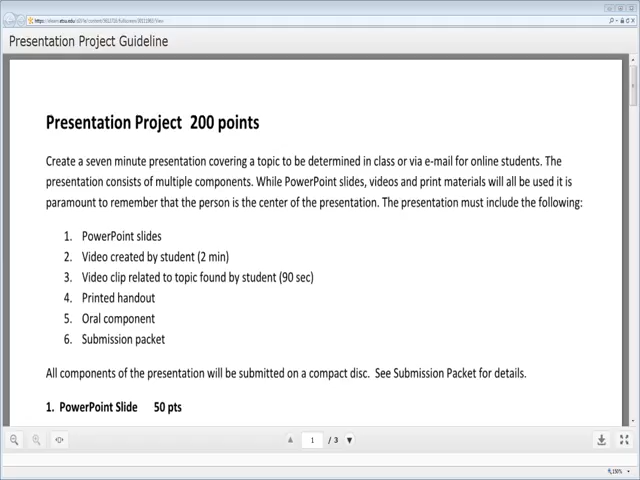 Presentation Project Guideline
Presentation Project 200 points
Create a seven minute presentation covering a topic to be determined in class or via e-mail for online students. The
presentation consists of multiple components. While PowerPoint slides, videos and print materials will all be used it is
paramount to remember that the person is the center of the presentation. The presentation must include the following:
1. PowerPoint slides
2. Video created by student (2 min)
3. Video clip related to topic found by student (90 sec)
4. Printed handout
5. Oral component
6. Submission packet
All components of the presentation will be submitted on a compact disc. See Submission Packet for details.
1. PowerPoint Slide 50 pts
1 / 3
150%